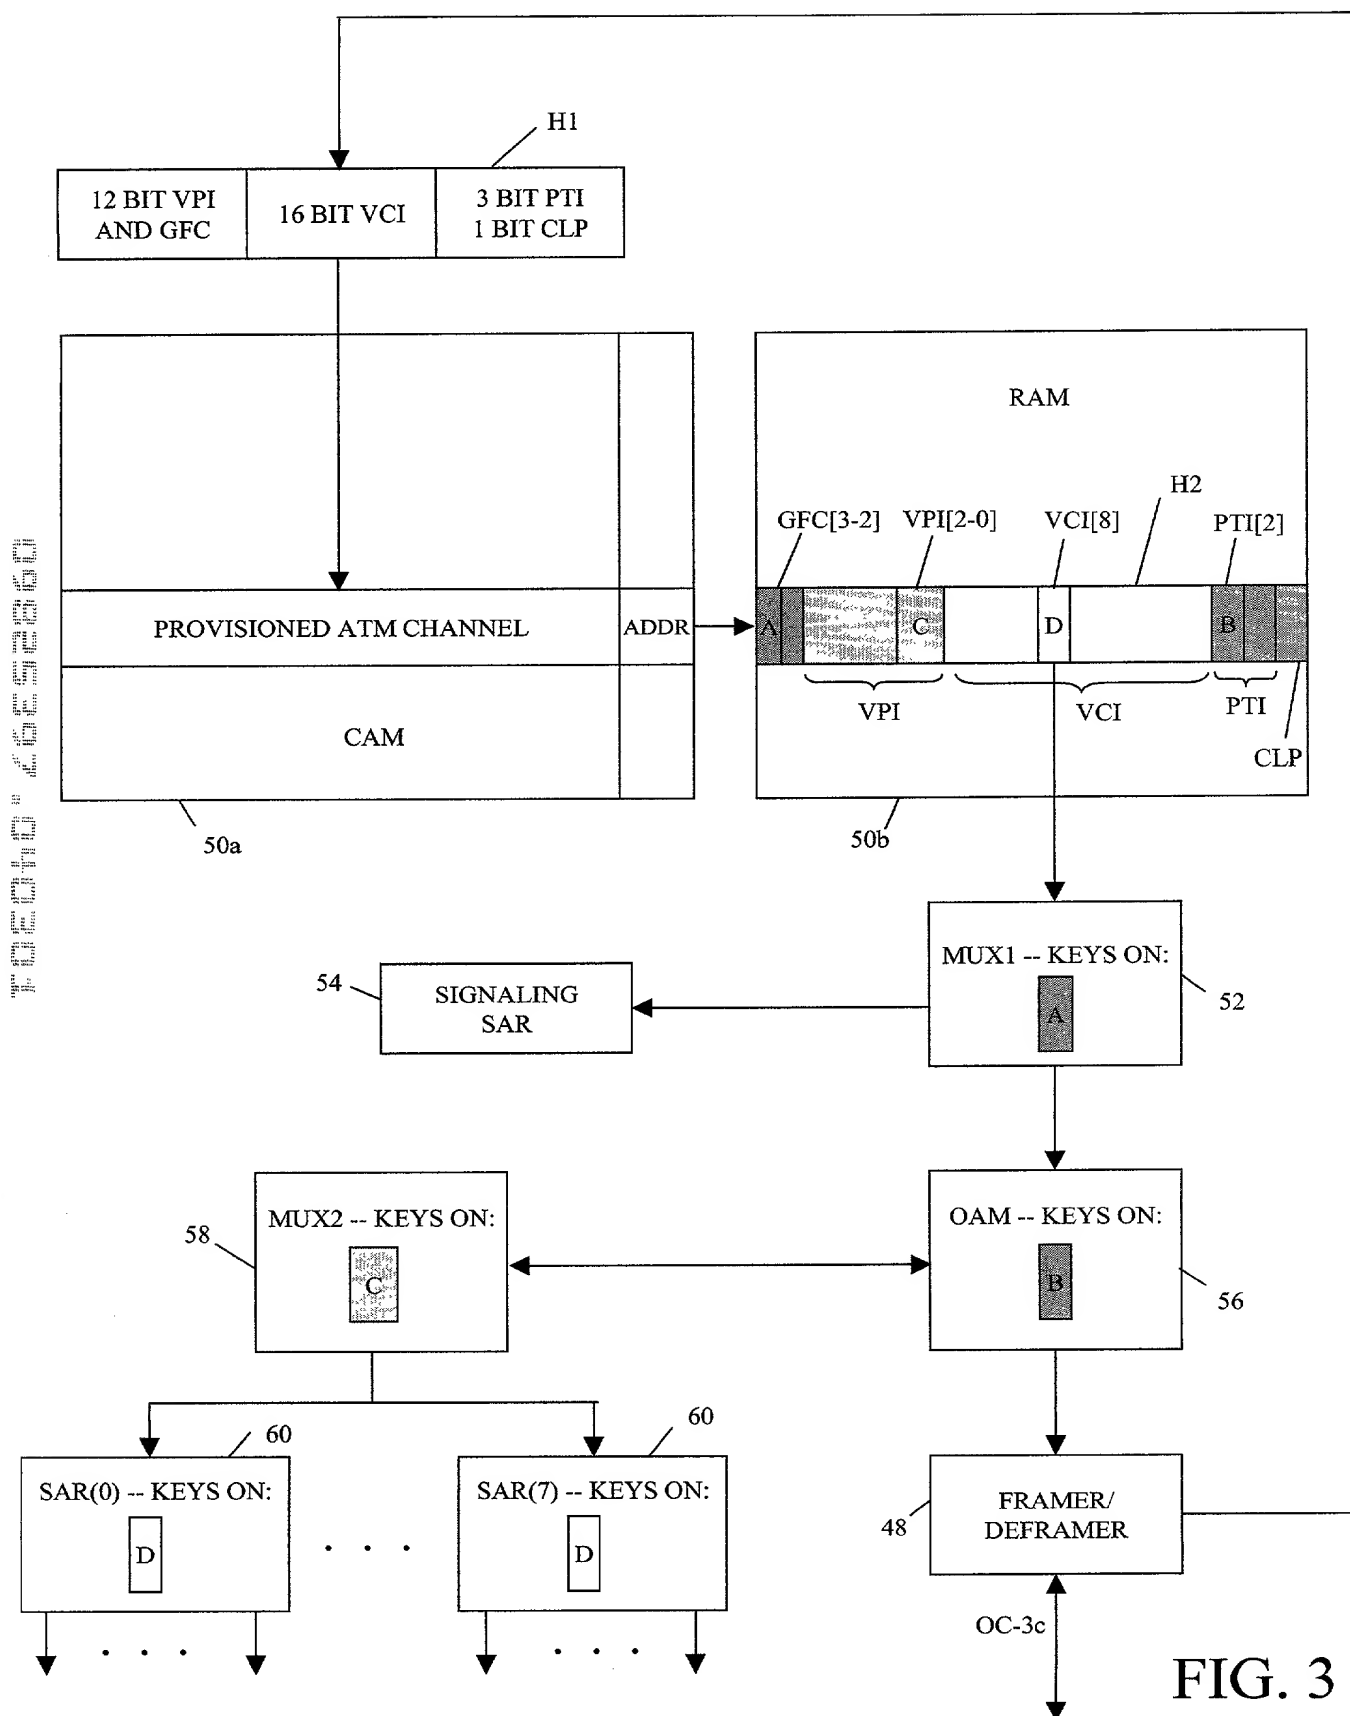 H1
12 BIT VPI
AND GFC
16 BIT VCI
3 BIT PTI
1 BIT CLP
RAM
H2
GFC[3-2]
VPI[2-0]
VCI[8]
PTI[2]
PROVISIONED ATM CHANNEL
ADDR
A
C
D
B
VPI
VCI
PTI
CLP
CAM
50a
50b
MUX1 -- KEYS ON:
A
52
54
SIGNALING
SAR
MUX2 -- KEYS ON:
C
58
OAM -- KEYS ON:
B
56
60
60
SAR(0) -- KEYS ON:
D
. . .
SAR(7) -- KEYS ON:
D
48
FRAMER/
DEFRAMER
. . .
. . .
OC-3c
FIG. 3